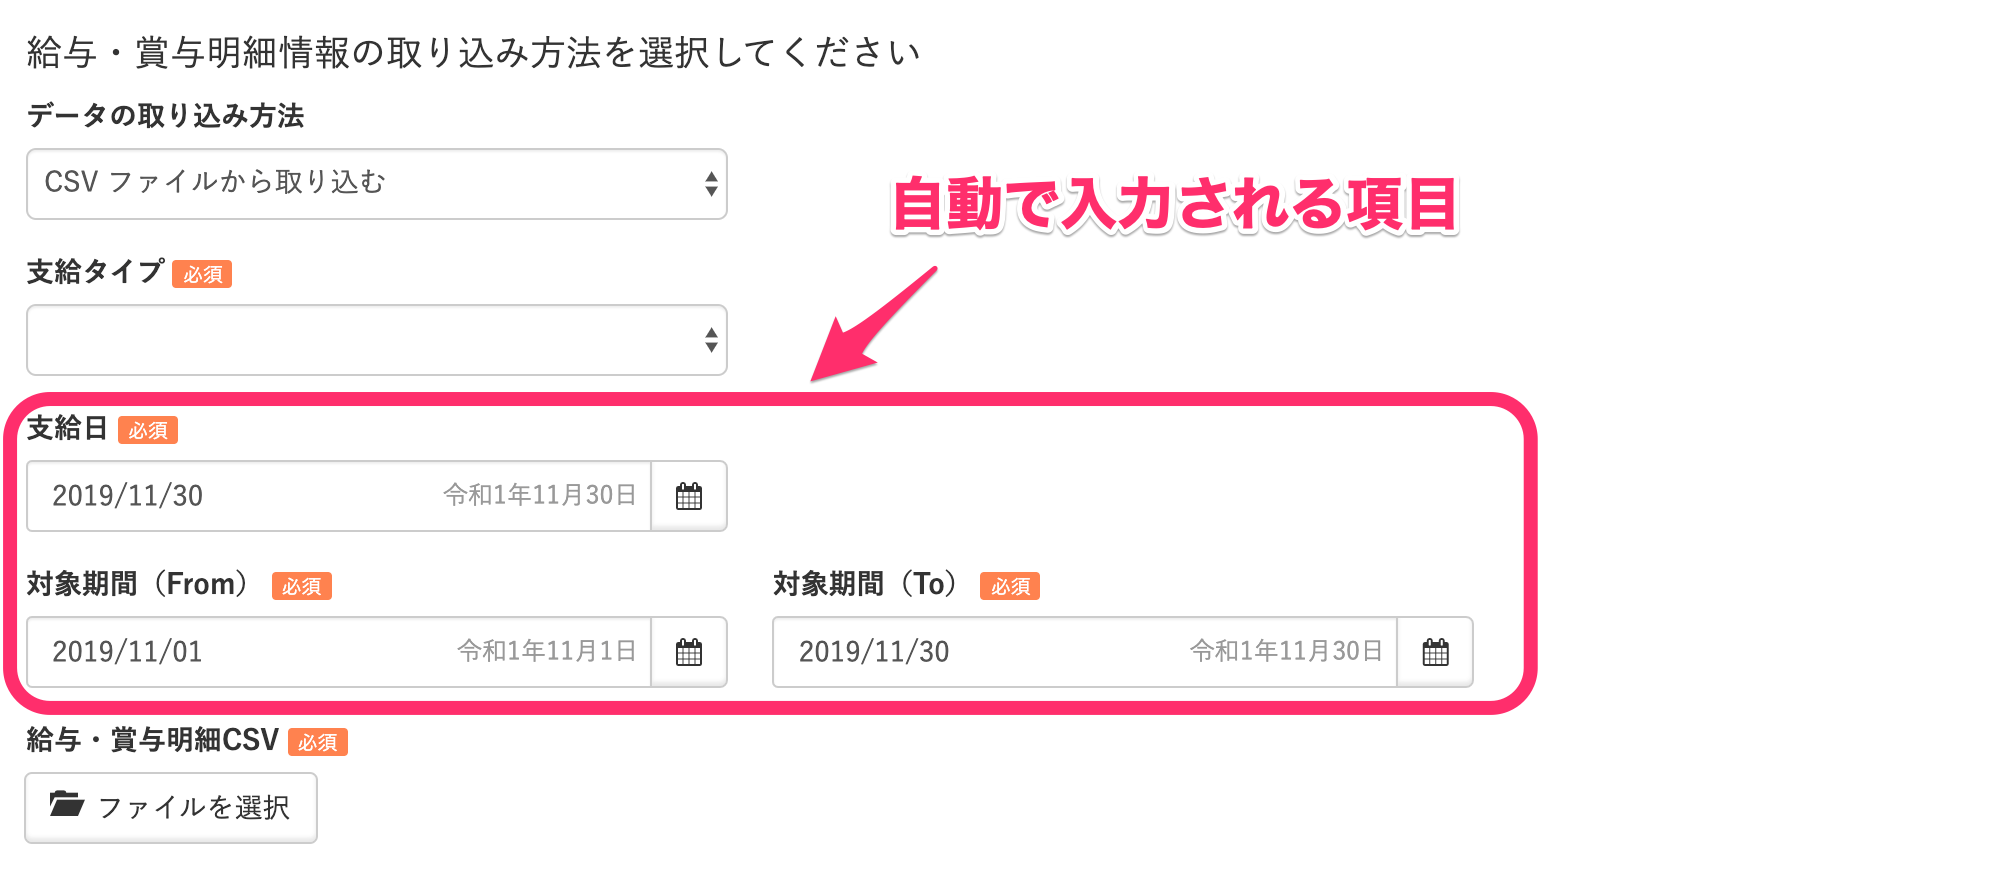 給与・賞与明細情報の取り込み方法を選択してください
データの取り込み方法
CSV ファイルから取り込む
自動で入力される項目
支給タイプ 必須
支給日 必須
2019/11/30 令和1年11月30日
対象期間（From） 必須
2019/11/01 令和1年11月1日
対象期間（To） 必須
2019/11/30 令和1年11月30日
給与・賞与明細CSV 必須
ファイルを選択